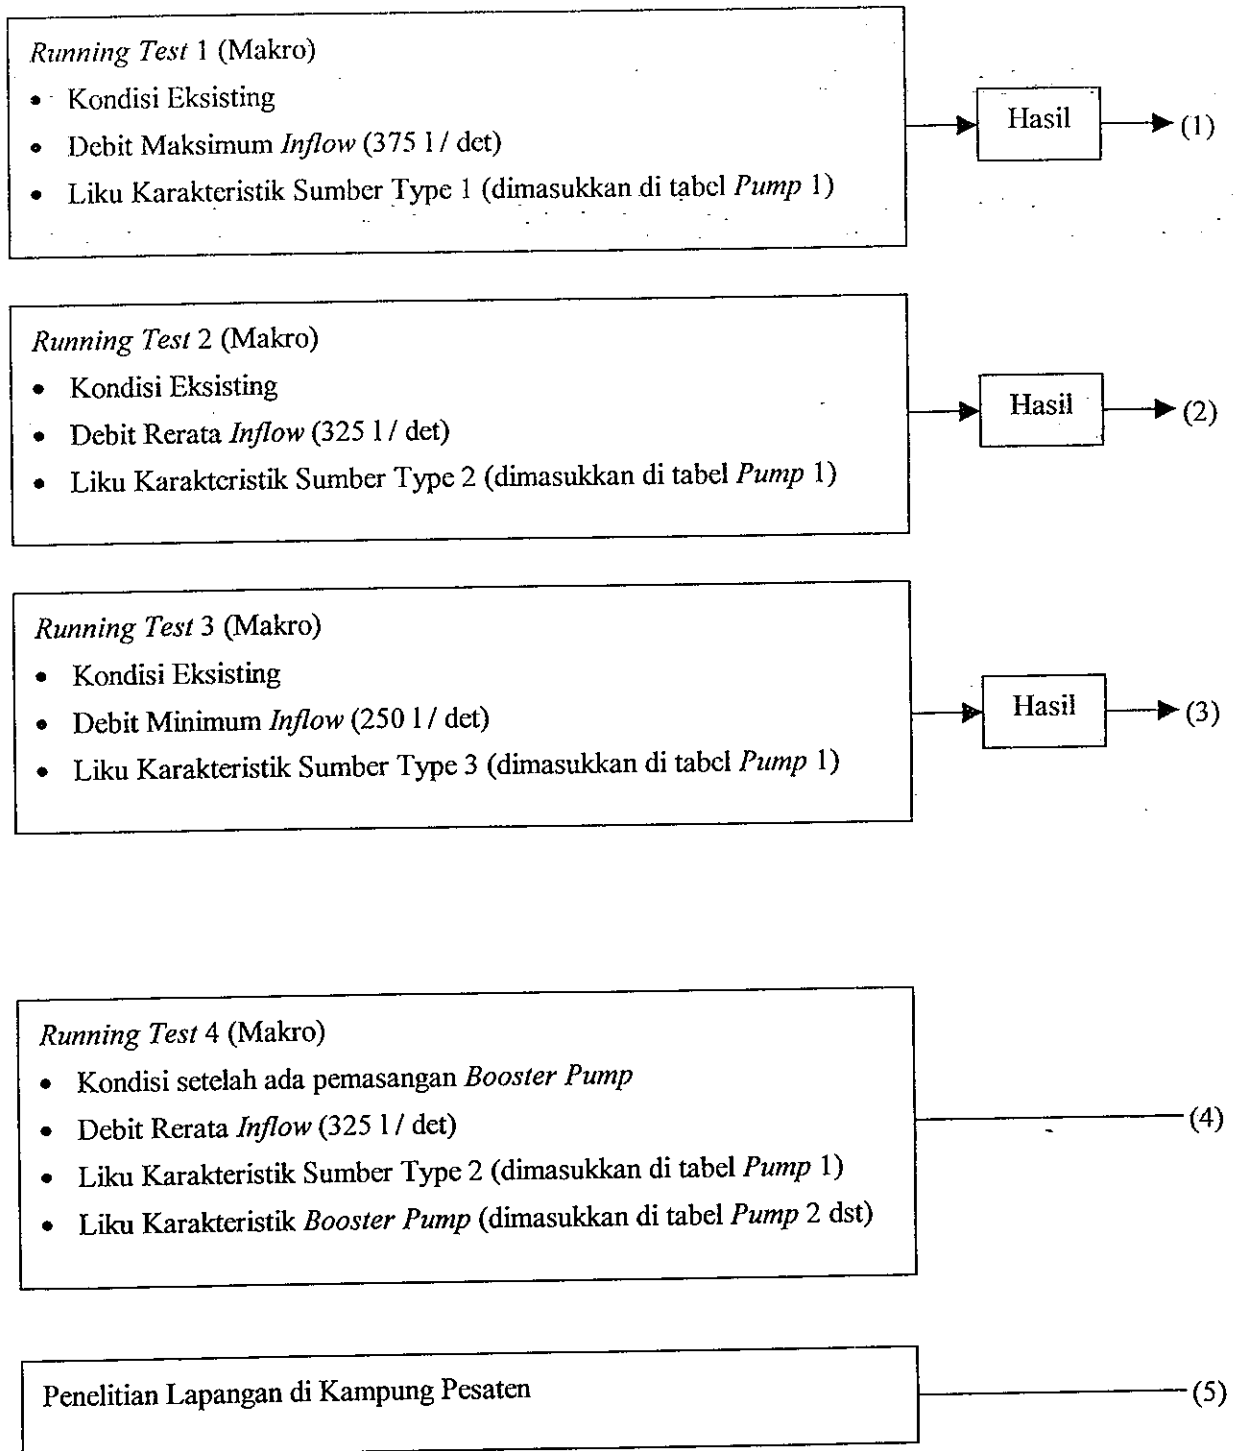 Running Test 1 (Makro)
• Kondisi Eksisting
• Debit Maksimum Inflow (375 l / det)
• Liku Karakteristik Sumber Type 1 (dimasukkan di tabel Pump 1)
Hasil
(1)
Running Test 2 (Makro)
• Kondisi Eksisting
• Debit Rerata Inflow (325 l / det)
• Liku Karakteristik Sumber Type 2 (dimasukkan di tabel Pump 1)
Hasil
(2)
Running Test 3 (Makro)
• Kondisi Eksisting
• Debit Minimum Inflow (250 l / det)
• Liku Karakteristik Sumber Type 3 (dimasukkan di tabel Pump 1)
Hasil
(3)
Running Test 4 (Makro)
• Kondisi setelah ada pemasangan Booster Pump
• Debit Rerata Inflow (325 l / det)
• Liku Karakteristik Sumber Type 2 (dimasukkan di tabel Pump 1)
• Liku Karakteristik Booster Pump (dimasukkan di tabel Pump 2 dst)
(4)
Penelitian Lapangan di Kampung Pesaten
(5)